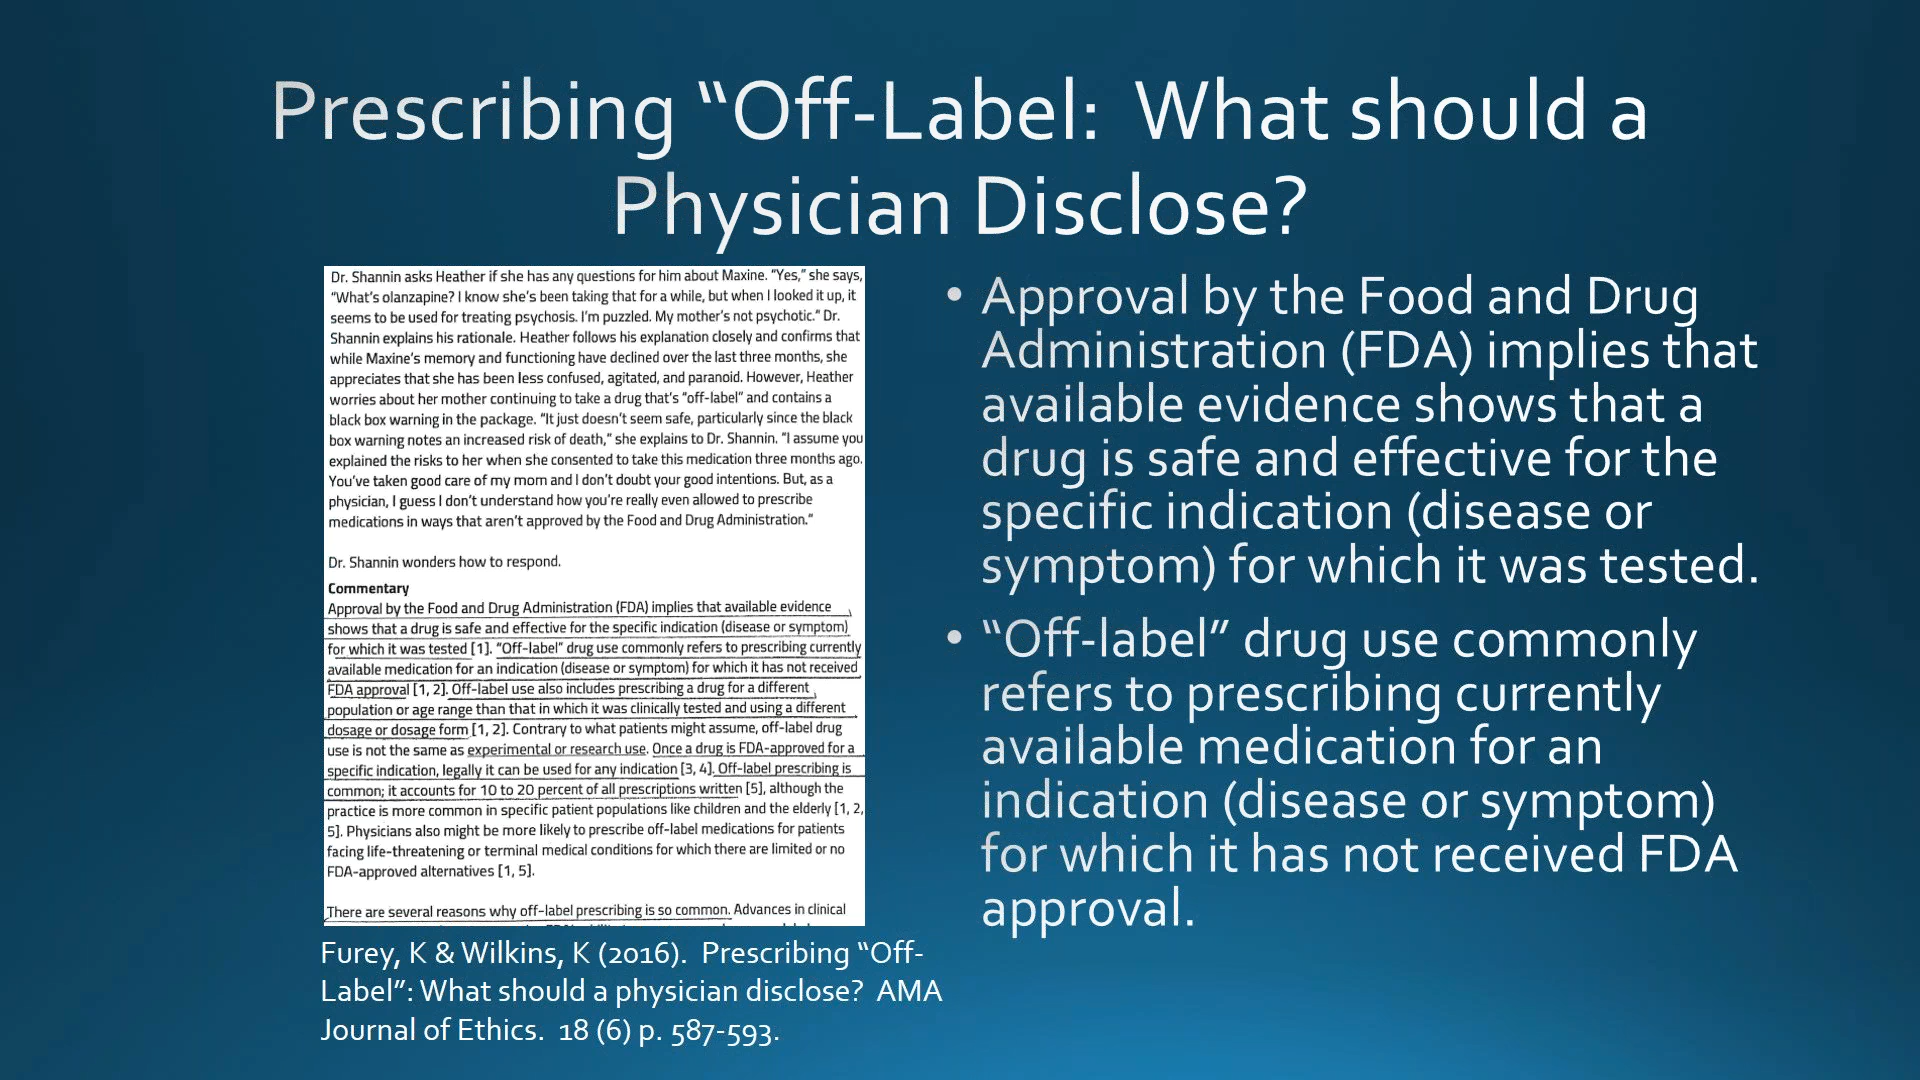 Prescribing “Off-Label:  What should a
Physician Disclose?
Dr. Shannin asks Heather if she has any questions for him about Maxine. “Yes,” she says,
“What’s olanzapine? I know she’s been taking that for a while, but when I looked it up, it
seems to be used for treating psychosis. I’m puzzled. My mother’s not psychotic.” Dr.
Shannin explains his rationale. Heather follows his explanation closely and confirms that
while Maxine’s memory and functioning have declined over the last three months, she
appreciates that she has been less confused, agitated, and paranoid. However, Heather
worries about her mother continuing to take a drug that’s “off-label” and contains a
black box warning in the package. “It just doesn’t seem safe, particularly since the black
box warning notes an increased risk of death,” she explains to Dr. Shannin. “I assume you
explained the risks to her when she consented to take this medication three months ago.
You’ve taken good care of my mom and I don’t doubt your good intentions. But, as a
physician, I guess I don’t understand how you’re really even allowed to prescribe
medications in ways that aren’t approved by the Food and Drug Administration.”
Dr. Shannin wonders how to respond.
Commentary
Approval by the Food and Drug Administration (FDA) implies that available evidence
shows that a drug is safe and effective for the specific indication (disease or symptom)
for which it was tested [1]. “Off-label” drug use commonly refers to prescribing currently
available medication for an indication (disease or symptom) for which it has not received
FDA approval [1, 2]. Off-label use also includes prescribing a drug for a different
population or age range than that in which it was clinically tested and using a different
dosage or dosage form [1, 2]. Contrary to what patients might assume, off-label drug
use is not the same as experimental or research use. Once a drug is FDA-approved for a
specific indication, legally it can be used for any indication [3, 4]. Off-label prescribing is
common; it accounts for 10 to 20 percent of all prescriptions written [5], although the
practice is more common in specific patient populations like children and the elderly [1, 2,
5]. Physicians also might be more likely to prescribe off-label medications for patients
facing life-threatening or terminal medical conditions for which there are limited or no
FDA-approved alternatives [1, 5].
There are several reasons why off-label prescribing is so common. Advances in clinical
Furey, K & Wilkins, K (2016).  Prescribing “Off-
Label”: What should a physician disclose?  AMA
Journal of Ethics.  18 (6) p. 587-593.
• Approval by the Food and Drug
Administration (FDA) implies that
available evidence shows that a
drug is safe and effective for the
specific indication (disease or
symptom) for which it was tested.
• “Off-label” drug use commonly
refers to prescribing currently
available medication for an
indication (disease or symptom)
for which it has not received FDA
approval.